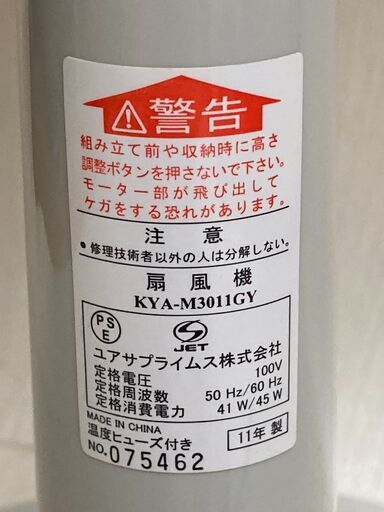 警告
組み立て前や収納時に高さ
調整ボタンを押さないで下さい。
モーター部が飛び出して
ケガをする恐れがあります。
注 意
●修理技術者以外の人は分解しない。
扇 風 機
KYA-M3011GY
PS
E
JET
ユアサプライムス株式会社
定格電圧 100V
定格周波数 50 Hz/60 Hz
定格消費電力 41 W/45 W
MADE IN CHINA
温度ヒューズ付き 11年 製
NO.075462